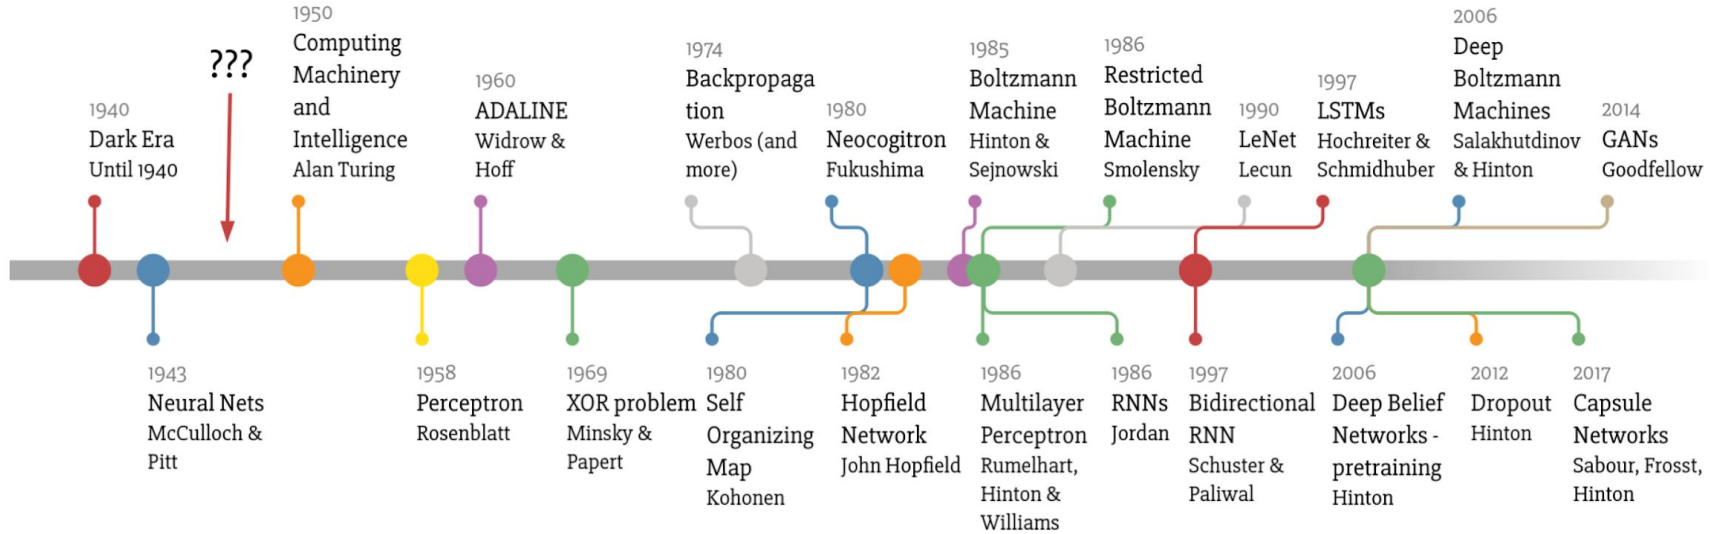 ???
1940
Dark Era
Until 1940
1950
Computing
Machinery
and
Intelligence
Alan Turing
1960
ADALINE
Widrow &
Hoff
1974
Backpropaga
tion
Werbos (and
more)
1980
Neocogitron
Fukushima
1985
Boltzmann
Machine
Hinton &
Sejnowski
1986
Restricted
Boltzmann
Machine
Smolensky
1990
LeNet
Lecun
1997
LSTMs
Hochreiter &
Schmidhuber
2006
Deep
Boltzmann
Machines
Salakhutdinov
& Hinton
2014
GANs
Goodfellow
1943
Neural Nets
McCulloch &
Pitt
1958
Perceptron
Rosenblatt
1969
XOR problem
Minsky &
Papert
1980
Self
Organizing
Map
Kohonen
1982
Hopfield
Network
John Hopfield
1986
Multilayer
Perceptron
Rumelhart,
Hinton &
Williams
1986
RNNs
Jordan
1997
Bidirectional
RNN
Schuster &
Paliwal
2006
Deep Belief
Networks -
pretraining
Hinton
2012
Dropout
Hinton
2017
Capsule
Networks
Sabour, Frosst,
Hinton